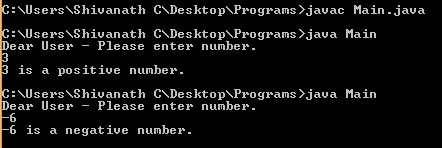 C:\Users\Shivanath C\Desktop\Programs>javac Main.java
C:\Users\Shivanath C\Desktop\Programs>java Main
Dear User - Please enter number.
3
3 is a positive number.
C:\Users\Shivanath C\Desktop\Programs>java Main
Dear User - Please enter number.
-6
-6 is a negative number.